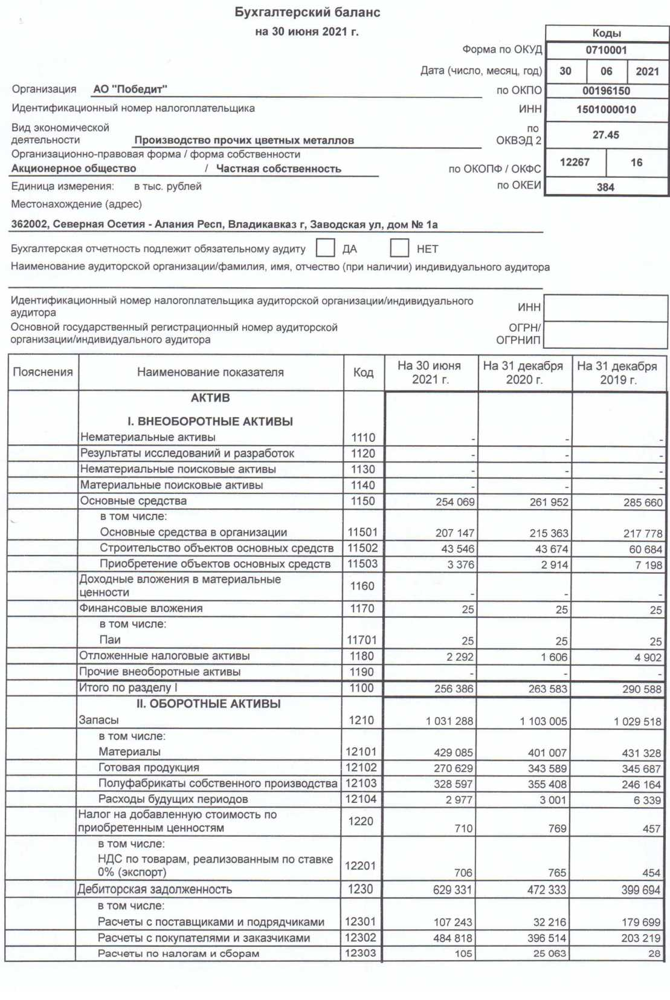 Бухгалтерский баланс
на 30 июня 2021 г.
Коды
Форма по ОКУД 0710001
Дата (число, месяц, год) 30 06 2021
Организация АО "Победит" по ОКПО 00196150
Идентификационный номер налогоплательщика ИНН 1501000010
Вид экономической
деятельности Производство прочих цветных металлов по ОКВЭД 2 27.45
Организационно-правовая форма / форма собственности
Акционерное общество / Частная собственность по ОКОПФ / ОКФС 12267 16
Единица измерения: в тыс. рублей по ОКЕИ 384
Местонахождение (адрес)
362002, Северная Осетия - Алания Респ, Владикавказ г, Заводская ул, дом № 1а
Бухгалтерская отчетность подлежит обязательному аудиту ДА НЕТ
Наименование аудиторской организации/фамилия, имя, отчество (при наличии) индивидуального аудитора
Идентификационный номер налогоплательщика аудиторской организации/индивидуального
аудитора ИНН
Основной государственный регистрационный номер аудиторской ОГРН/
организации/индивидуального аудитора ОГРНИП
Пояснения Наименование показателя Код На 30 июня 2021 г. На 31 декабря 2020 г. На 31 декабря 2019 г.
АКТИВ
I. ВНЕОБОРОТНЫЕ АКТИВЫ
Нематериальные активы 1110 - - -
Результаты исследований и разработок 1120 - - -
Нематериальные поисковые активы 1130 - - -
Материальные поисковые активы 1140 - - -
Основные средства 1150 254 069 261 952 285 660
в том числе:
Основные средства в организации 11501 207 147 215 363 217 778
Строительство объектов основных средств 11502 43 546 43 674 60 684
Приобретение объектов основных средств 11503 3 376 2 914 7 198
Доходные вложения в материальные
ценности 1160 - - -
Финансовые вложения 1170 25 25 25
в том числе:
Паи 11701 25 25 25
Отложенные налоговые активы 1180 2 292 1 606 4 902
Прочие внеоборотные активы 1190 - - -
Итого по разделу I 1100 256 386 263 583 290 588
II. ОБОРОТНЫЕ АКТИВЫ
Запасы 1210 1 031 288 1 103 005 1 029 518
в том числе:
Материалы 12101 429 085 401 007 431 328
Готовая продукция 12102 270 629 343 589 345 687
Полуфабрикаты собственного производства 12103 328 597 355 408 246 164
Расходы будущих периодов 12104 2 977 3 001 6 339
Налог на добавленную стоимость по
приобретенным ценностям 1220 710 769 457
в том числе:
НДС по товарам, реализованным по ставке
0% (экспорт) 12201 706 765 454
Дебиторская задолженность 1230 629 331 472 333 399 694
в том числе:
Расчеты с поставщиками и подрядчиками 12301 107 243 32 216 179 699
Расчеты с покупателями и заказчиками 12302 484 818 396 514 203 219
Расчеты по налогам и сборам 12303 105 25 063 28